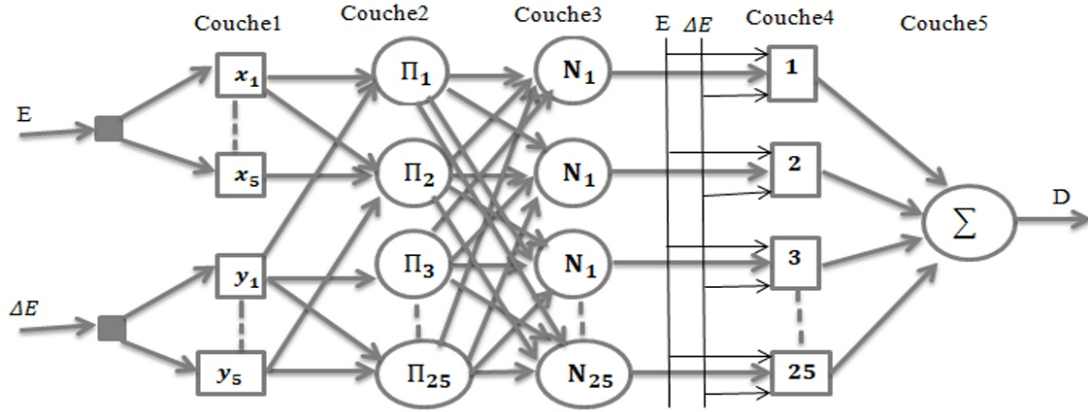 Couche1
Couche2
Couche3
E
ΔE
Couche4
Couche5
x₁
Π₁
N₁
1
E
x₅
Π₂
N₁
2
Σ
D
y₁
Π₃
N₁
3
ΔE
y₅
Π₂₅
N₂₅
25